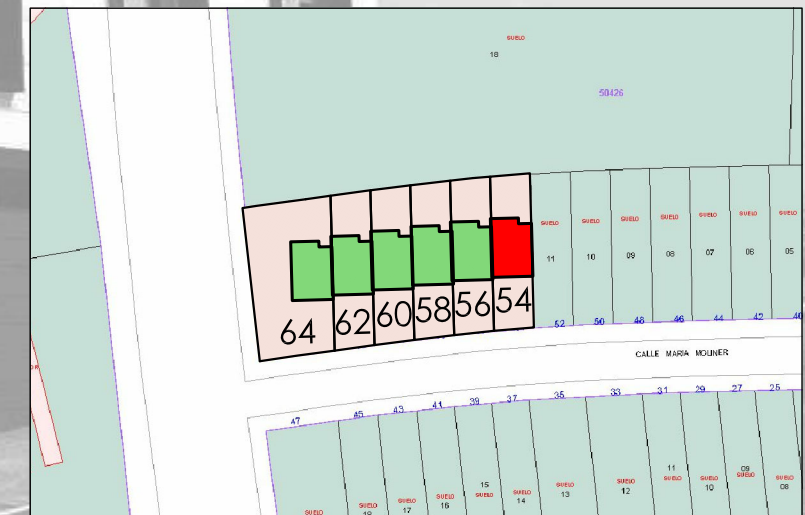 SUELO
18
50426
SUELO SUELO SUELO SUELO SUELO SUELO SUELO
11 10 09 08 07 06 05
64 62 60 58 56 54
52 50 48 46 44 42 40
CALLE MARIA MOLINER
47 45 43 41 39 37 35 33 31 29 27 25
SUELO SUELO SUELO SUELO SUELO SUELO SUELO SUELO SUELO SUELO SUELO SUELO
17 16 15 14 13 12 11 10 09 08